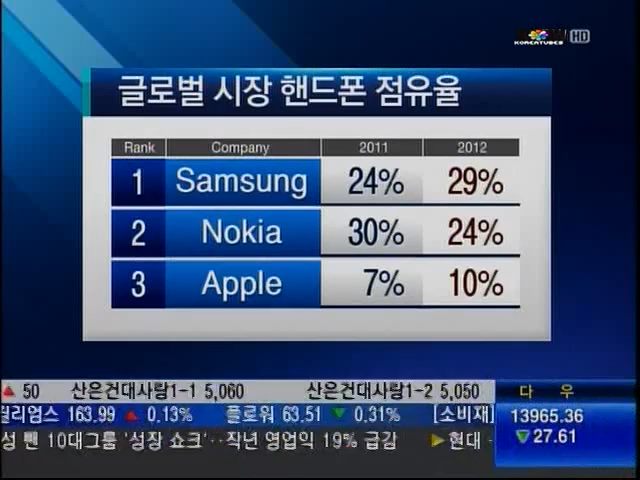 KOREATUBES HD
글로벌 시장 핸드폰 점유율
Rank Company 2011 2012
1 Samsung 24% 29%
2 Nokia 30% 24%
3 Apple 7% 10%
▲ 50 산은건대사랑1-1 5,060 산은건대사랑1-2 5,050
다 우
윌리엄스 163.99 ▲ 0.13% 플로워 63.51 ▼ 0.31% [소비재]
13965.36
성 뺀 10대그룹 '성장 쇼크'‥작년 영업익 19% 급감 ▶현대
▼27.61